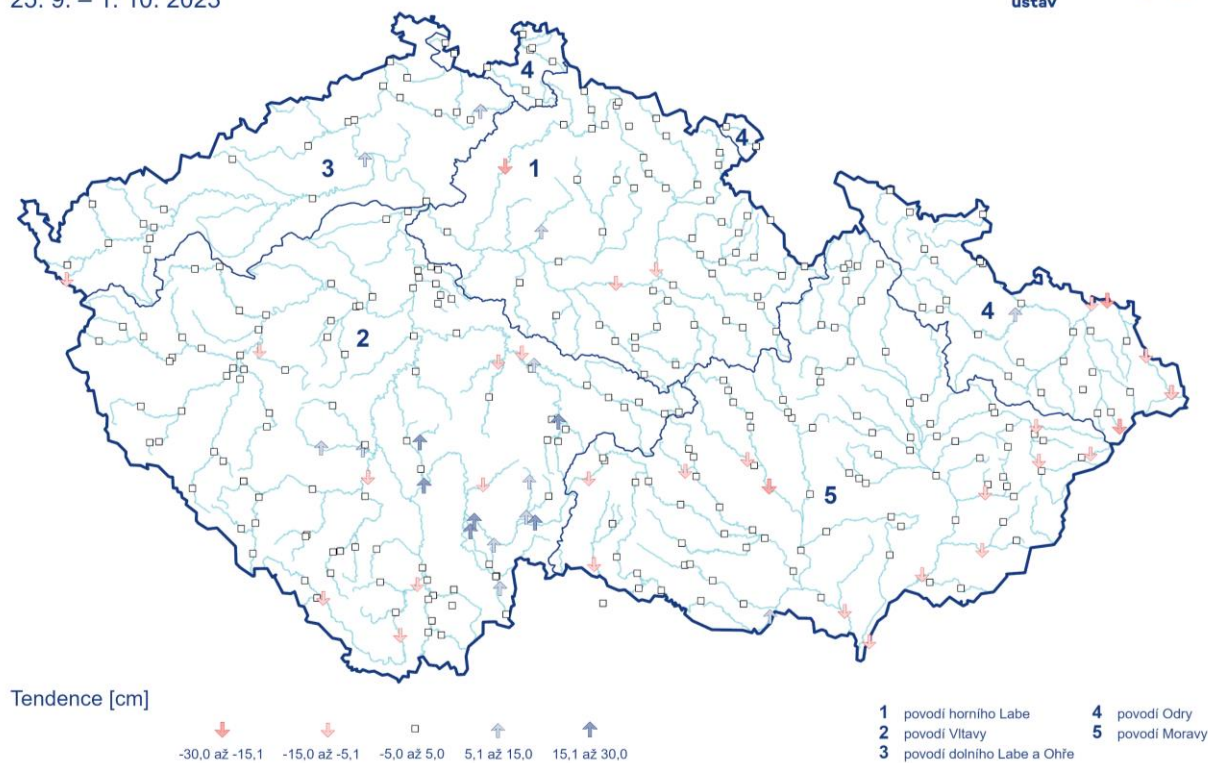 25. 9. – 1. 10. 2023
ústav
4
4
3
1
2
4
5
Tendence [cm]
-30,0 až -15,1
-15,0 až -5,1
-5,0 až 5,0
5,1 až 15,0
15,1 až 30,0
1 povodí horního Labe
2 povodí Vltavy
3 povodí dolního Labe a Ohře
4 povodí Odry
5 povodí Moravy